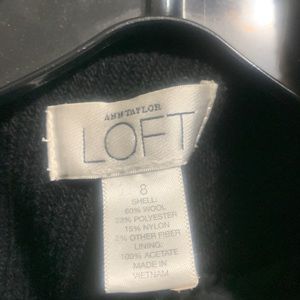 ANN TAYLOR
LOFT
8
SHELL:
60% WOOL
23% POLYESTER
15% NYLON
2% OTHER FIBER
LINING:
100% ACETATE
MADE IN
VIETNAM